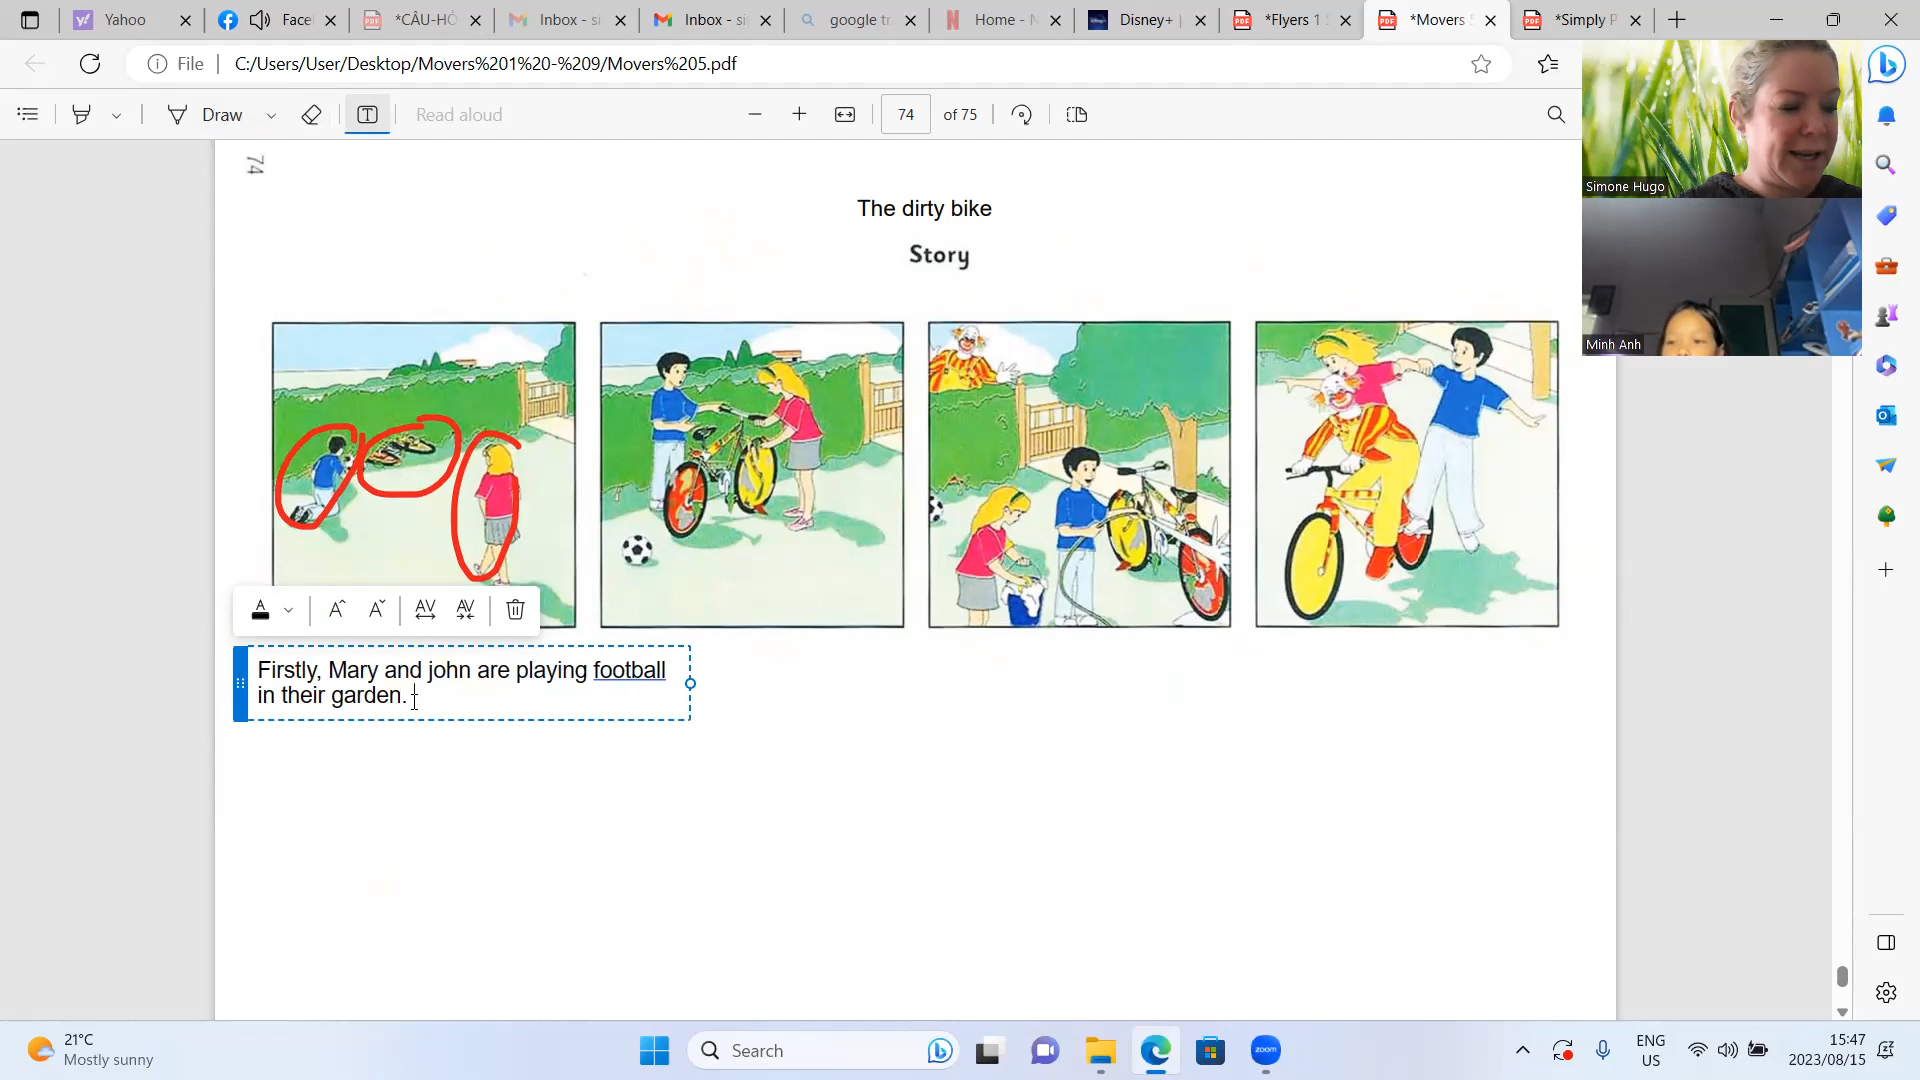 Yahoo
Face
*CÂU-HỎ
Inbox - si
Inbox - si
google tr
Home - N
Disney+ |
*Flyers 1 S
*Movers 5
*Simply P
File
C:/Users/User/Desktop/Movers%201%20-%209/Movers%205.pdf
Draw
Read aloud
74
of 75
Simone Hugo
Minh Anh
74
The dirty bike
Story
Firstly, Mary and john are playing football
in their garden.
21°C
Mostly sunny
Search
zoom
ENG
US
15:47
2023/08/15